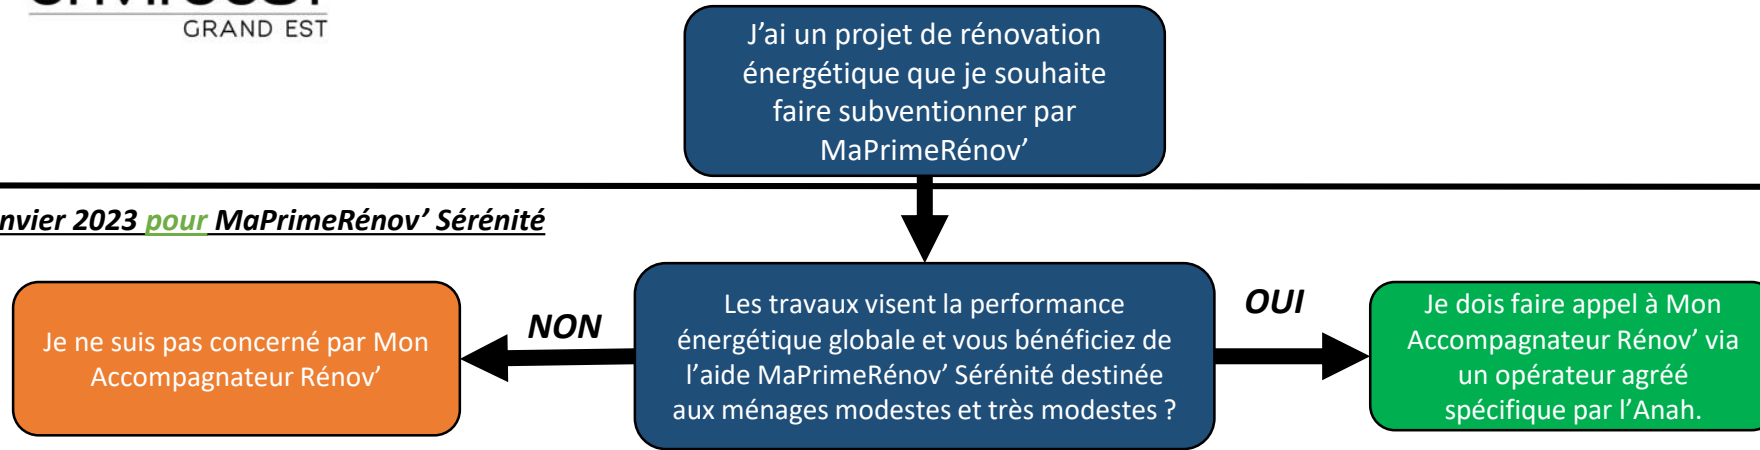 GRAND EST
J’ai un projet de rénovation
énergétique que je souhaite
faire subventionner par
MaPrimeRénov’
2023 pour MaPrimeRénov’ Sérénité
Je ne suis pas concerné par Mon
Accompagnateur Rénov’
NON
Les travaux visent la performance
énergétique globale et vous bénéficiez de
l’aide MaPrimeRénov’ Sérénité destinée
aux ménages modestes et très modestes ?
OUI
Je dois faire appel à Mon
Accompagnateur Rénov’ via
un opérateur agréé
spécifique par l’Anah.